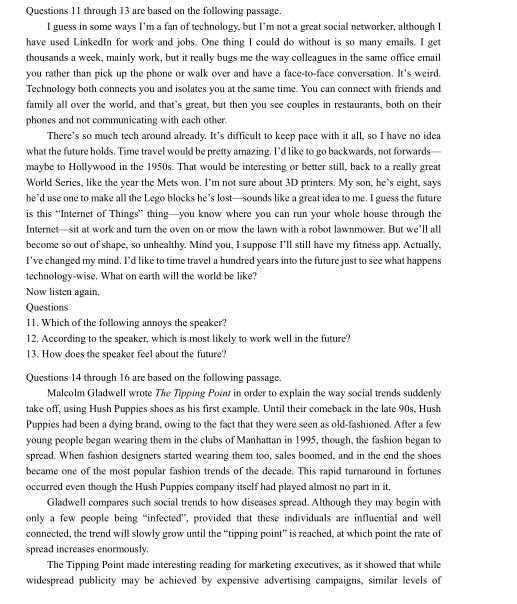 Questions 11 through 13 are based on the following passage.
I guess in some ways I'm a fan of technology, but I'm not a great social networker, although I
have used LinkedIn for work and jobs. One thing I could do without is so many emails. I get
thousands a week, mainly work, but it really bugs me the way colleagues in the same office email
you rather than pick up the phone or walk over and have a face-to-face conversation. It's weird.
Technology both connects you and isolates you at the same time. You can connect with friends and
family all over the world, and that's great, but then you see couples in restaurants, both on their
phones and not communicating with each other.
There's so much tech around already. It's difficult to keep pace with it all, so I have no idea
what the future holds. Time travel would be pretty amazing. I'd like to go backwards, not forwards—
maybe to Hollywood in the 1950s. That would be interesting or better still, back to a really great
World Series, like the year the Mets won. I'm not sure about 3D printers. My son, he's eight, says
he'd use one to make all the Lego blocks he's lost—sounds like a great idea to me. I guess the future
is this “Internet of Things” thing—you know where you can run your whole house through the
Internet—sit at work and turn the oven on or mow the lawn with a robot lawnmower. But we'll all
become so out of shape, so unhealthy. Mind you, I suppose I'll still have my fitness app. Actually,
I've changed my mind. I'd like to time travel a hundred years into the future just to see what happens
technology-wise. What on earth will the world be like?
Now listen again.
Questions
11. Which of the following annoys the speaker?
12. According to the speaker, which is most likely to work well in the future?
13. How does the speaker feel about the future?
Questions 14 through 16 are based on the following passage.
Malcolm Gladwell wrote The Tipping Point in order to explain the way social trends suddenly
take off, using Hush Puppies shoes as his first example. Until their comeback in the late 90s, Hush
Puppies had been a dying brand, owing to the fact that they were seen as old-fashioned. After a few
young people began wearing them in the clubs of Manhattan in 1995, though, the fashion began to
spread. When fashion designers started wearing them too, sales boomed, and in the end the shoes
became one of the most popular fashion trends of the decade. This rapid turnaround in fortunes
occurred even though the Hush Puppies company itself had played almost no part in it.
Gladwell compares such social trends to how diseases spread. Although they may begin with
only a few people being “infected”, provided that these individuals are influential and well
connected, the trend will slowly grow until the “tipping point” is reached, at which point the rate of
spread increases enormously.
The Tipping Point made interesting reading for marketing executives, as it showed that while
widespread publicity may be achieved by expensive advertising campaigns, similar levels of